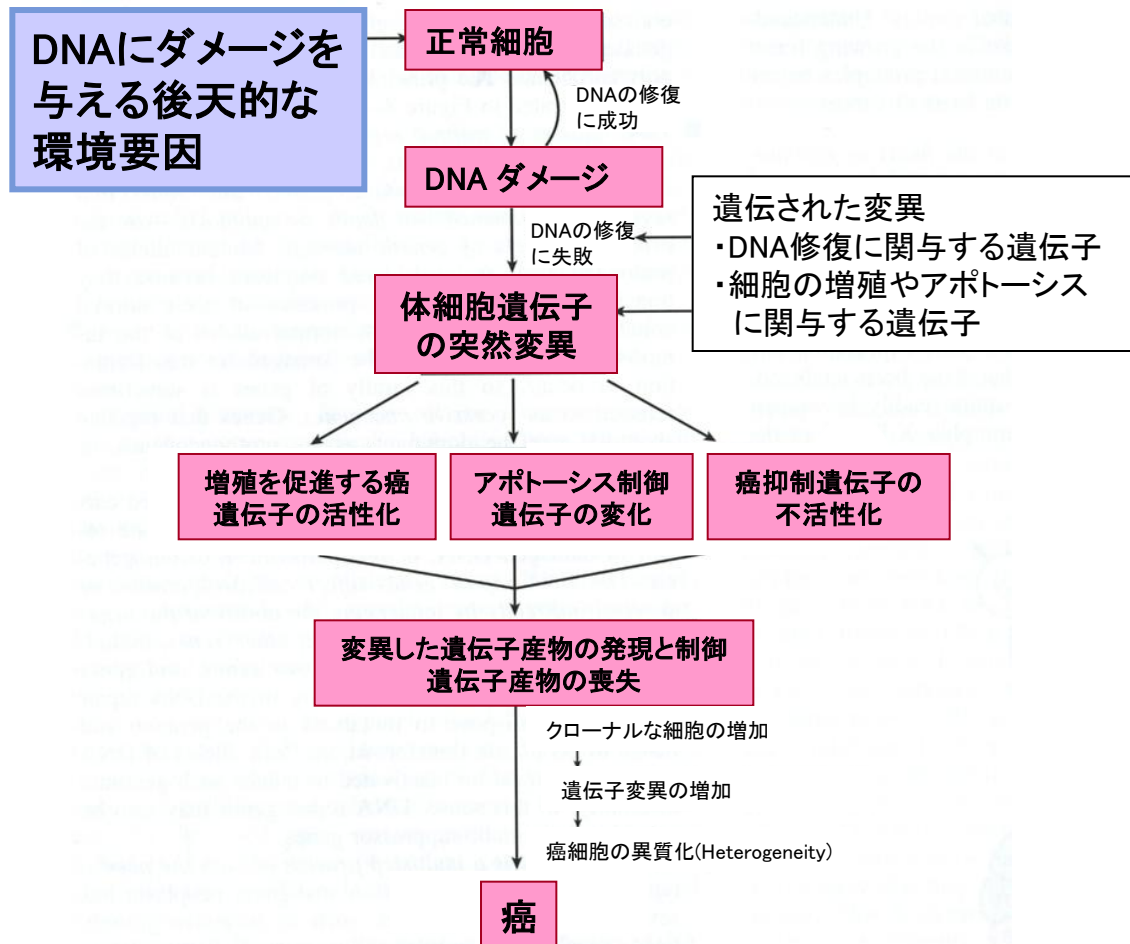 DNAにダメージを
与える後天的な
環境要因
正常細胞
DNAの修復
に成功
DNA ダメージ
DNAの修復
に失敗
遺伝された変異
・DNA修復に関与する遺伝子
・細胞の増殖やアポトーシス
に関与する遺伝子
体細胞遺伝子
の突然変異
増殖を促進する癌
遺伝子の活性化
アポトーシス制御
遺伝子の変化
癌抑制遺伝子の
不活性化
変異した遺伝子産物の発現と制御
遺伝子産物の喪失
クローナルな細胞の増加
遺伝子変異の増加
癌細胞の異質化(Heterogeneity)
癌